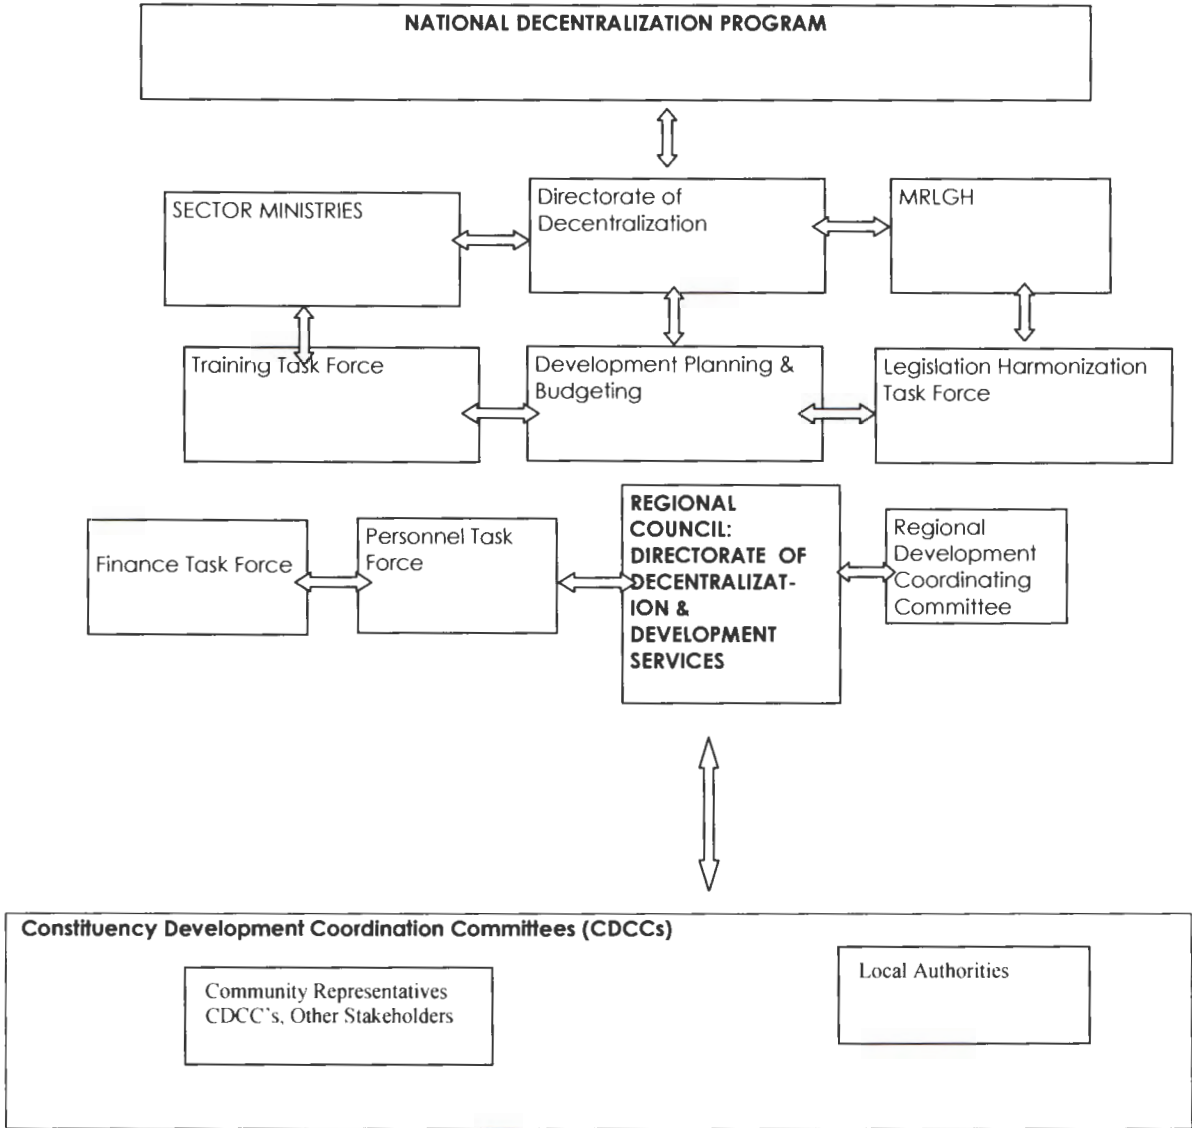 NATIONAL DECENTRALIZATION PROGRAM
SECTOR MINISTRIES
Directorate of
Decentralization
MRLGH
Training Task Force
Development Planning &
Budgeting
Legislation Harmonization
Task Force
Finance Task Force
Personnel Task
Force
REGIONAL
COUNCIL:
DIRECTORATE OF
DECENTRALIZAT-
ION &
DEVELOPMENT
SERVICES
Regional
Development
Coordinating
Committee
Constituency Development Coordination Committees (CDCCs)
Community Representatives
CDCC's, Other Stakeholders
Local Authorities